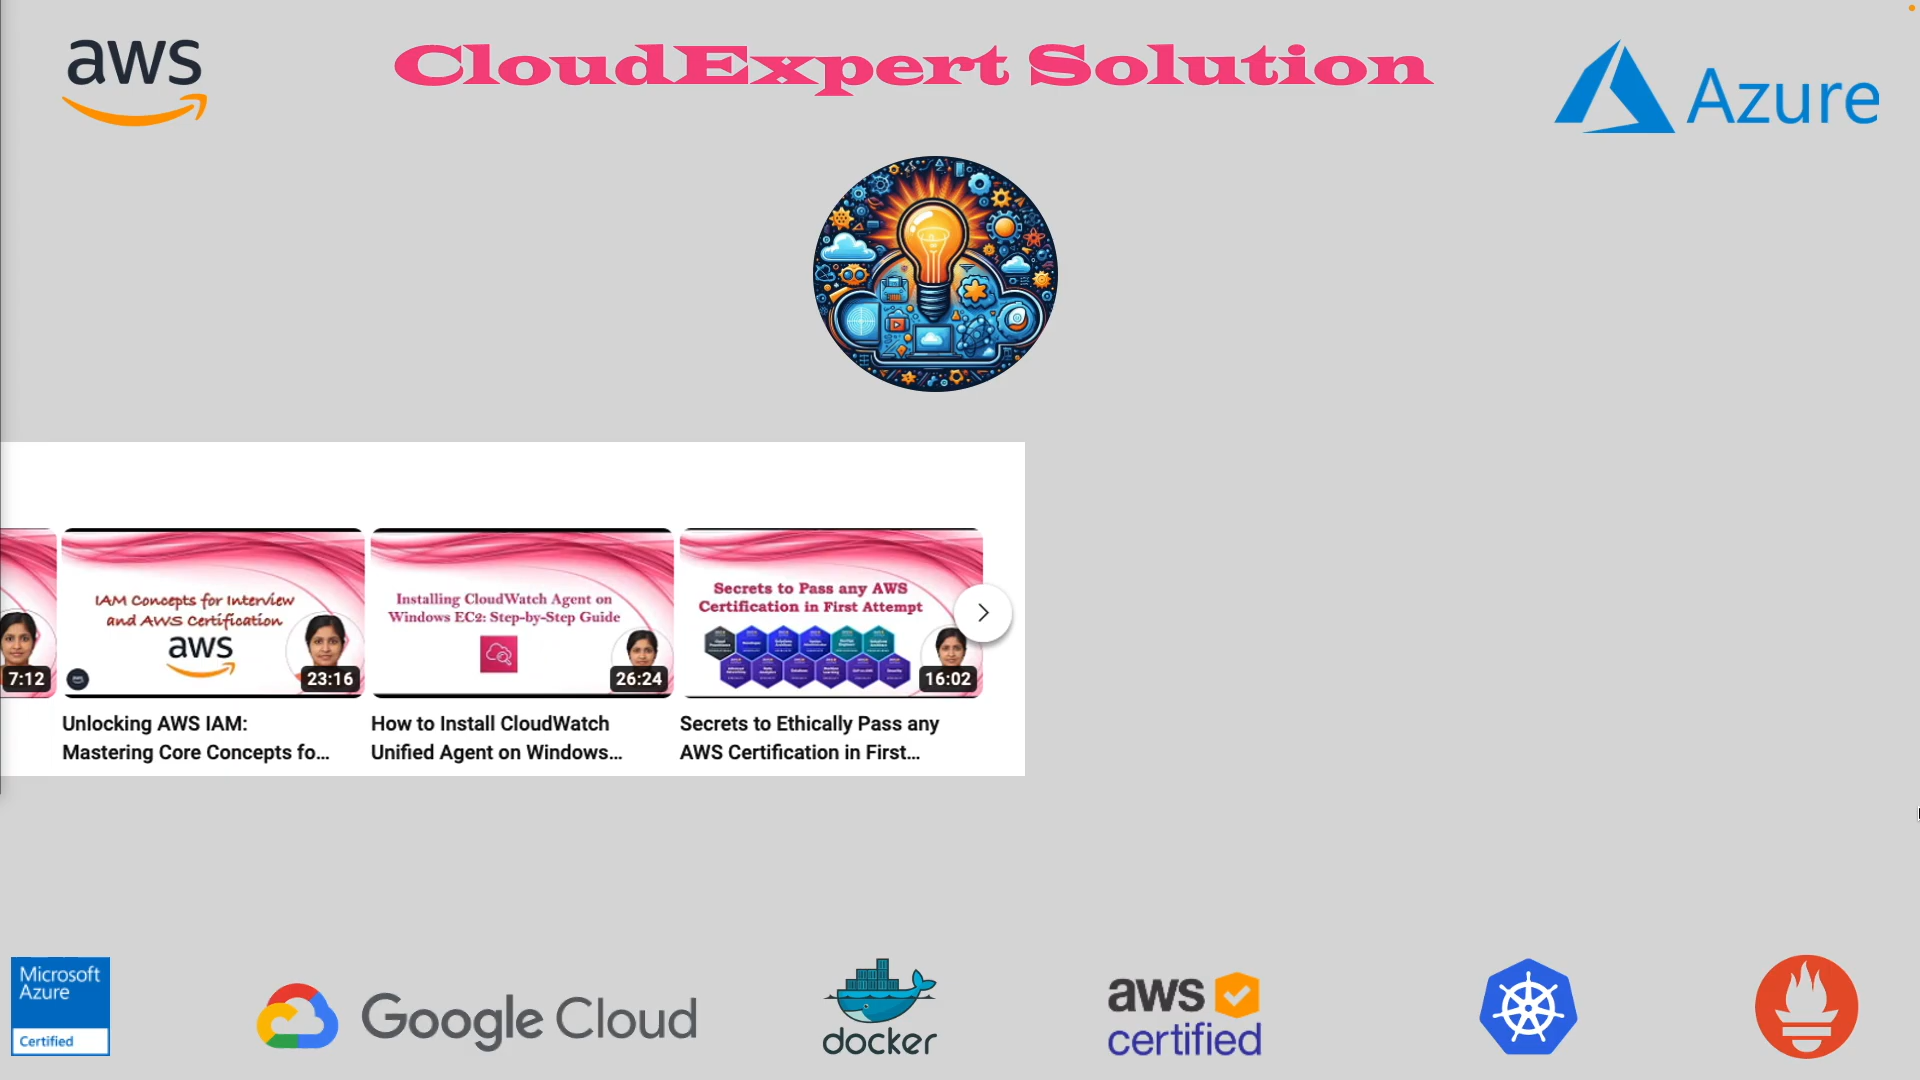 aws
CloudExpert Solution
Azure
IAM Concepts for Interview
and AWS Certification
aws
Installing CloudWatch Agent on
Windows EC2: Step-by-Step Guide
Secrets to Pass any AWS
Certification in First Attempt
7:12
23:16
26:24
16:02
Unlocking AWS IAM:
Mastering Core Concepts fo...
How to Install CloudWatch
Unified Agent on Windows...
Secrets to Ethically Pass any
AWS Certification in First...
Microsoft
Azure
Certified
Google Cloud
docker
aws
certified